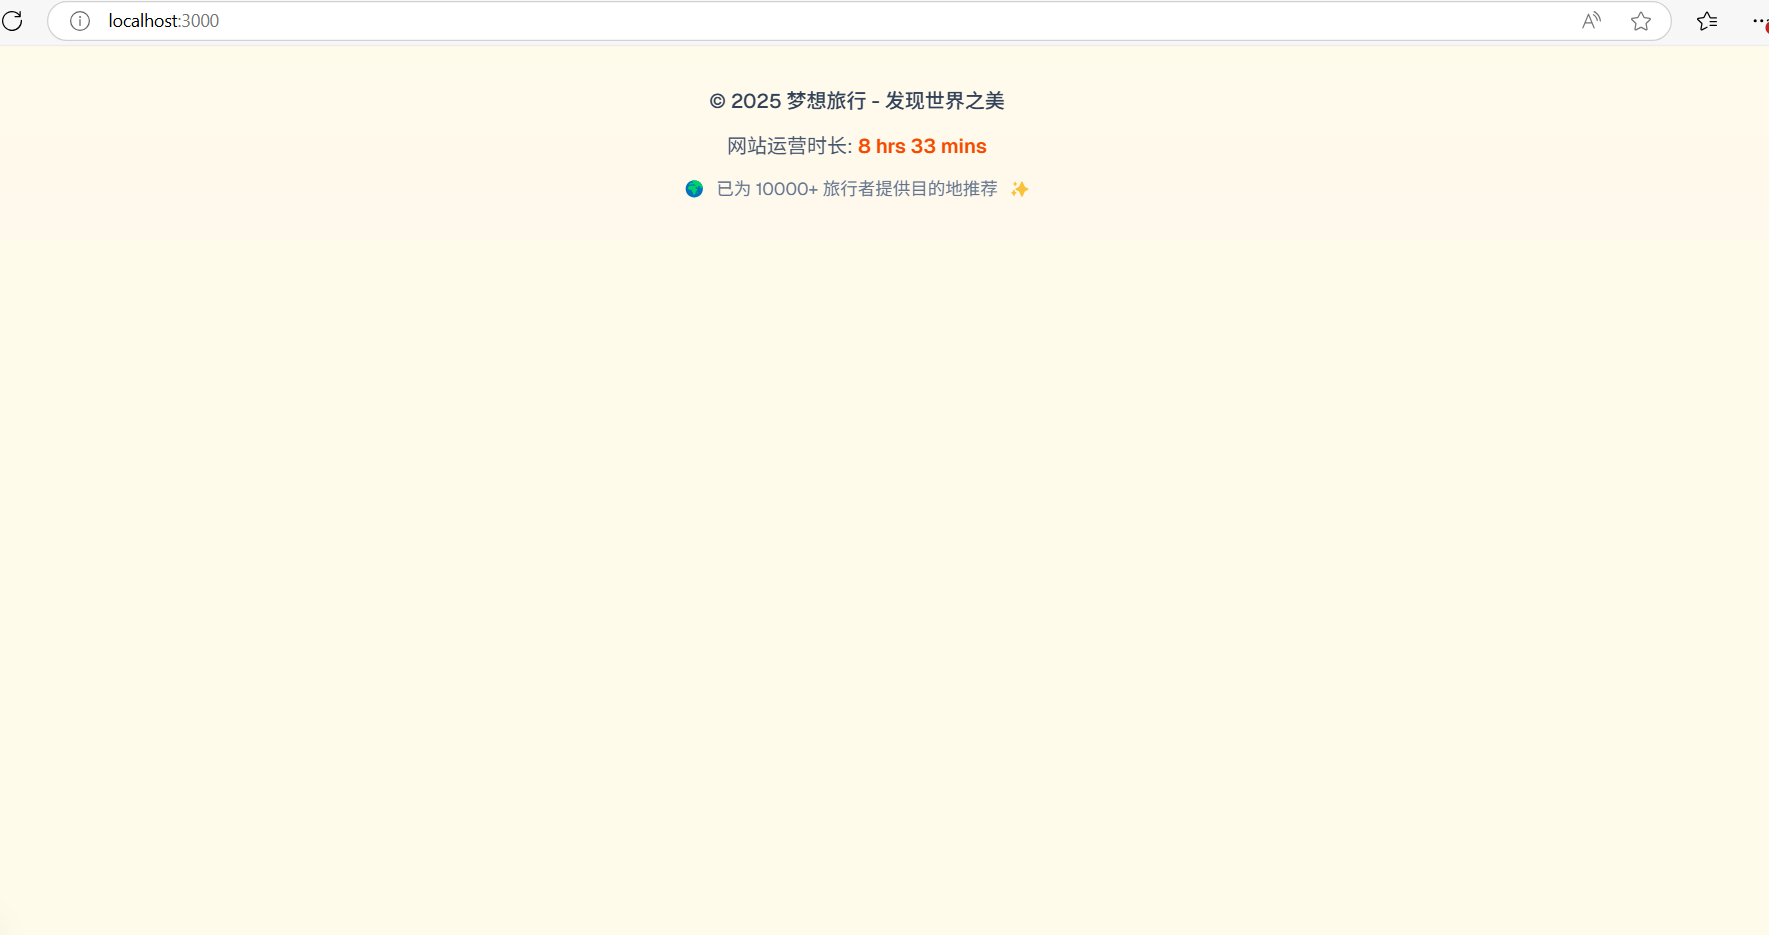 localhost:3000
© 2025 梦想旅行 - 发现世界之美
网站运营时长: 8 hrs 33 mins
🌍 已为 10000+ 旅行者提供目的地推荐 ✨